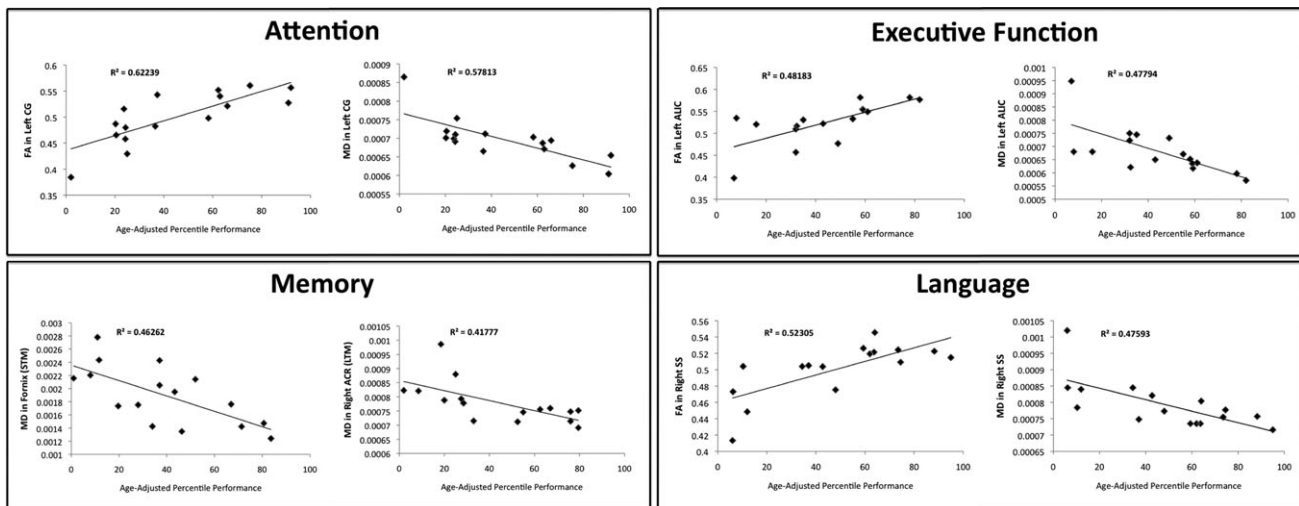 Attention
R² = 0.62239
FA in Left CG
0.6
0.55
0.5
0.45
0.4
0.35
0 20 40 60 80 100
Age-Adjusted Percentile Performance
R² = 0.57813
MD in Left CG
0.0009
0.00085
0.0008
0.00075
0.0007
0.00065
0.0006
0.00055
0 20 40 60 80 100
Age-Adjusted Percentile Performance
Executive Function
R² = 0.48183
FA in Left ALIC
0.65
0.6
0.55
0.5
0.45
0.4
0.35
0 20 40 60 80 100
Age-Adjusted Percentile Performance
R² = 0.47794
MD in Left ALIC
0.001
0.00095
0.0009
0.00085
0.0008
0.00075
0.0007
0.00065
0.0006
0.00055
0.0005
0 20 40 60 80 100
Age-Adjusted Percentile Performance
Memory
R² = 0.46262
MD in Fornix (STM)
0.003
0.0028
0.0026
0.0024
0.0022
0.002
0.0018
0.0016
0.0014
0.0012
0.001
0 20 40 60 80 100
Age-Adjusted Percentile Performance
R² = 0.41777
MD in Right ACR (LTM)
0.00105
0.001
0.00095
0.0009
0.00085
0.0008
0.00075
0.0007
0.00065
0.0006
0 20 40 60 80 100
Age-Adjusted Percentile Performance
Language
R² = 0.52305
FA in Right SS
0.56
0.54
0.52
0.5
0.48
0.46
0.44
0.42
0.4
0 20 40 60 80 100
Age-Adjusted Percentile Performance
R² = 0.47593
MD in Right SS
0.00105
0.001
0.00095
0.0009
0.00085
0.0008
0.00075
0.0007
0.00065
0 20 40 60 80 100
Age-Adjusted Percentile Performance